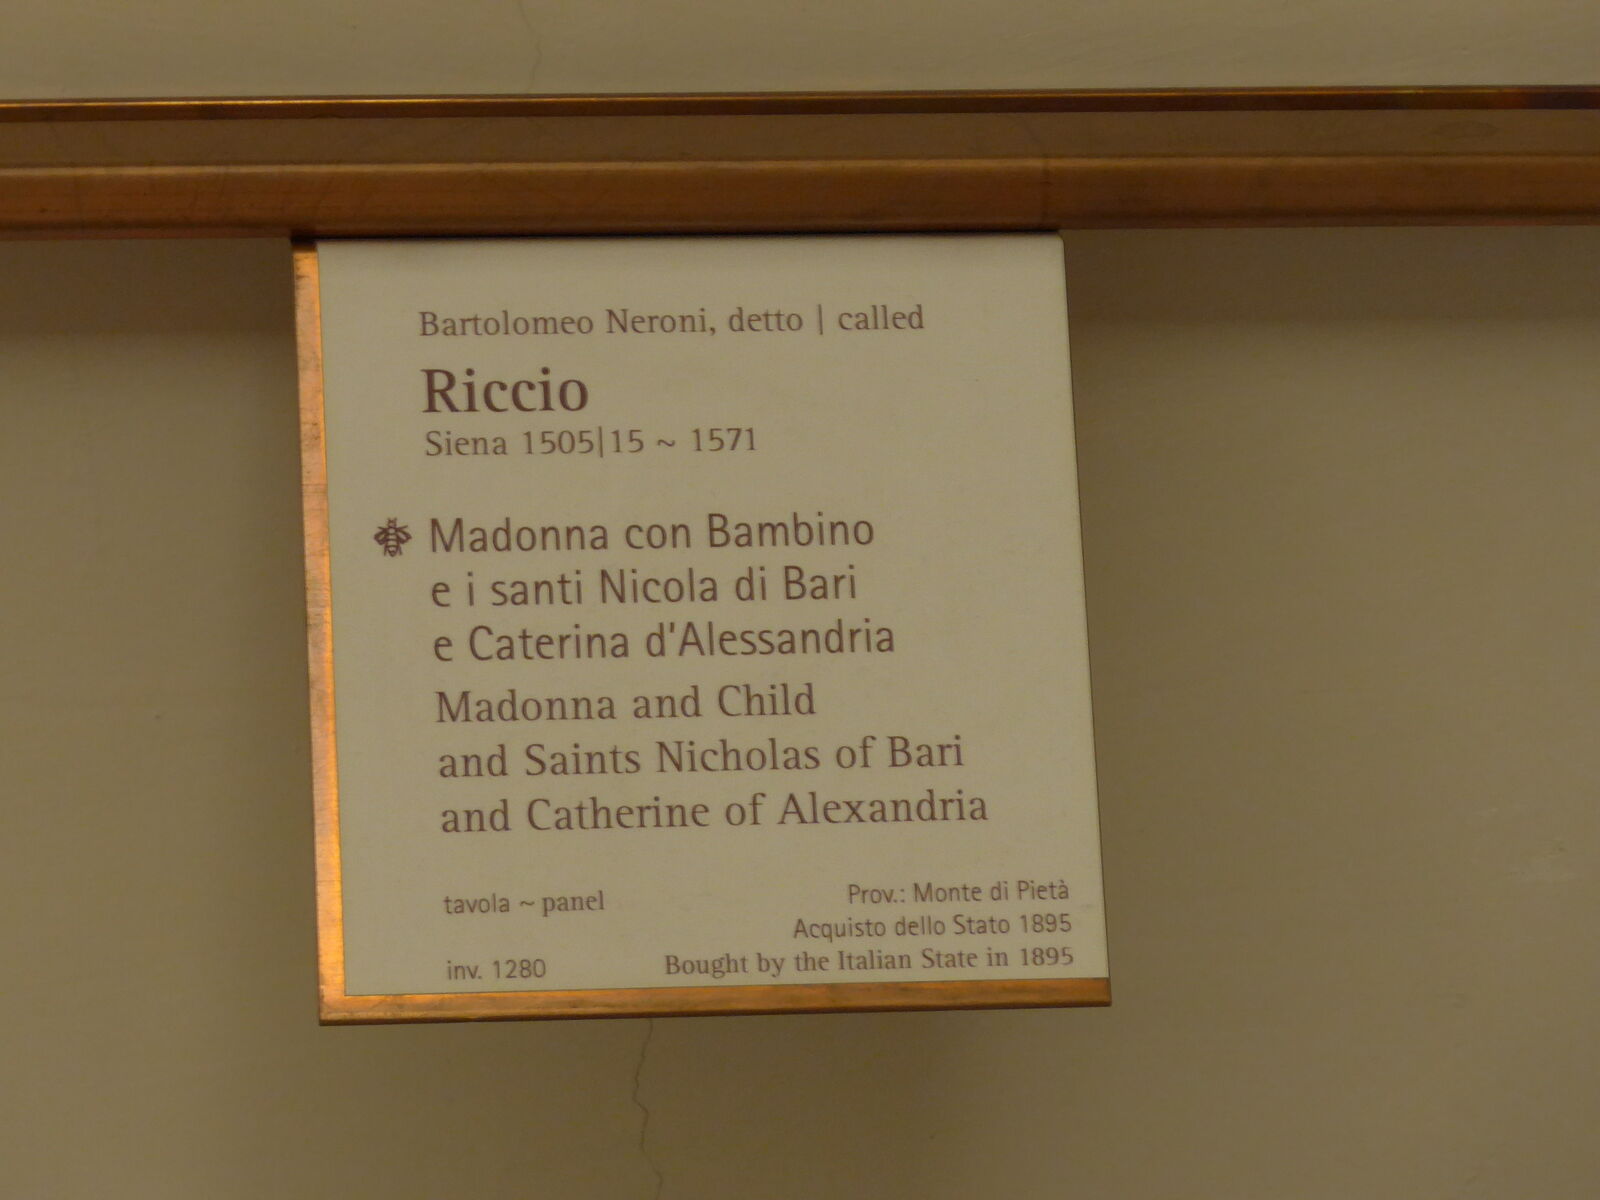 Bartolomeo Neroni, detto | called
Riccio
Siena 1505|15 ~ 1571
Madonna con Bambino
e i santi Nicola di Bari
e Caterina d'Alessandria
Madonna and Child
and Saints Nicholas of Bari
and Catherine of Alexandria
tavola ~ panel
inv. 1280
Prov.: Monte di Pietà
Acquisto dello Stato 1895
Bought by the Italian State in 1895